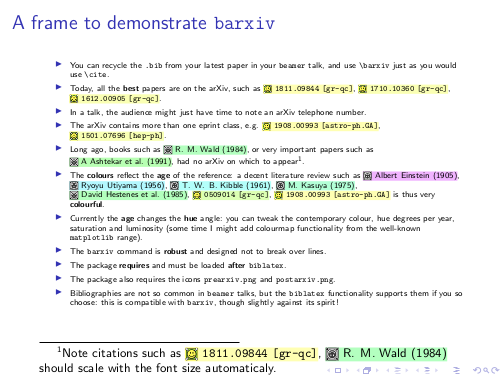 A frame to demonstrate barxiv
You can recycle the .bib from your latest paper in your beamer talk, and use \barxiv just as you would
use \cite.
Today, all the best papers are on the arXiv, such as 1811.09844 [gr-qc], 1710.10360 [gr-qc],
1612.00905 [gr-qc].
In a talk, the audience might just have time to note an arXiv telephone number.
The arXiv contains more than one eprint class, e.g. 1908.00993 [astro-ph.GA],
1501.07696 [hep-ph].
Long ago, books such as R. M. Wald (1984), or very important papers such as
A Ashtekar et al. (1991), had no arXiv on which to appear¹.
The colours reflect the age of the reference: a decent literature review such as Albert Einstein (1905),
Ryoyu Utiyama (1956), T. W. B. Kibble (1961), M. Kasuya (1975),
David Hestenes et al. (1985), 0509014 [gr-qc], 1908.00993 [astro-ph.GA] is thus very
colourful.
Currently the age changes the hue angle: you can tweak the contemporary colour, hue degrees per year,
saturation and luminosity (some time I might add colourmap functionality from the well-known
matplotlib range).
The barxiv command is robust and designed not to break over lines.
The package requires and must be loaded after biblatex.
The package also requires the icons prearxiv.png and postarxiv.png.
Bibliographies are not so common in beamer talks, but the biblatex functionality supports them if you so
choose: this is compatible with barxiv, though slightly against its spirit!
¹Note citations such as 1811.09844 [gr-qc], R. M. Wald (1984)
should scale with the font size automaticaly.